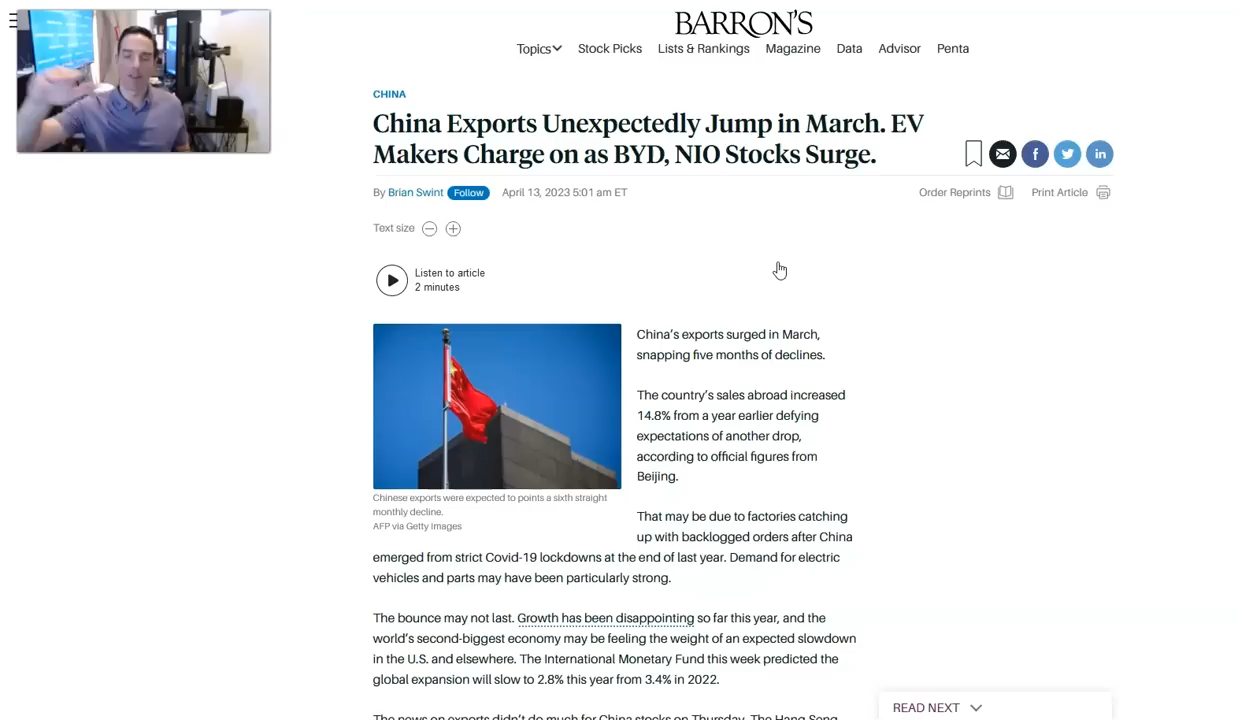 BARRON'S
Topics Stock Picks Lists & Rankings Magazine Data Advisor Penta
CHINA
China Exports Unexpectedly Jump in March. EV
Makers Charge on as BYD, NIO Stocks Surge.
By Brian Swint Follow April 13, 2023 5:01 am ET
Order Reprints Print Article
Text size
Listen to article
2 minutes
China's exports surged in March,
snapping five months of declines.
The country's sales abroad increased
14.8% from a year earlier defying
expectations of another drop,
according to official figures from
Beijing.
Chinese exports were expected to points a sixth straight
monthly decline.
AFP via Getty Images
That may be due to factories catching
up with backlogged orders after China
emerged from strict Covid-19 lockdowns at the end of last year. Demand for electric
vehicles and parts may have been particularly strong.
The bounce may not last. Growth has been disappointing so far this year, and the
world's second-biggest economy may be feeling the weight of an expected slowdown
in the U.S. and elsewhere. The International Monetary Fund this week predicted the
global expansion will slow to 2.8% this year from 3.4% in 2022.
The news on exports didn't do much for China stocks on Thursday. The Hang Seng
READ NEXT